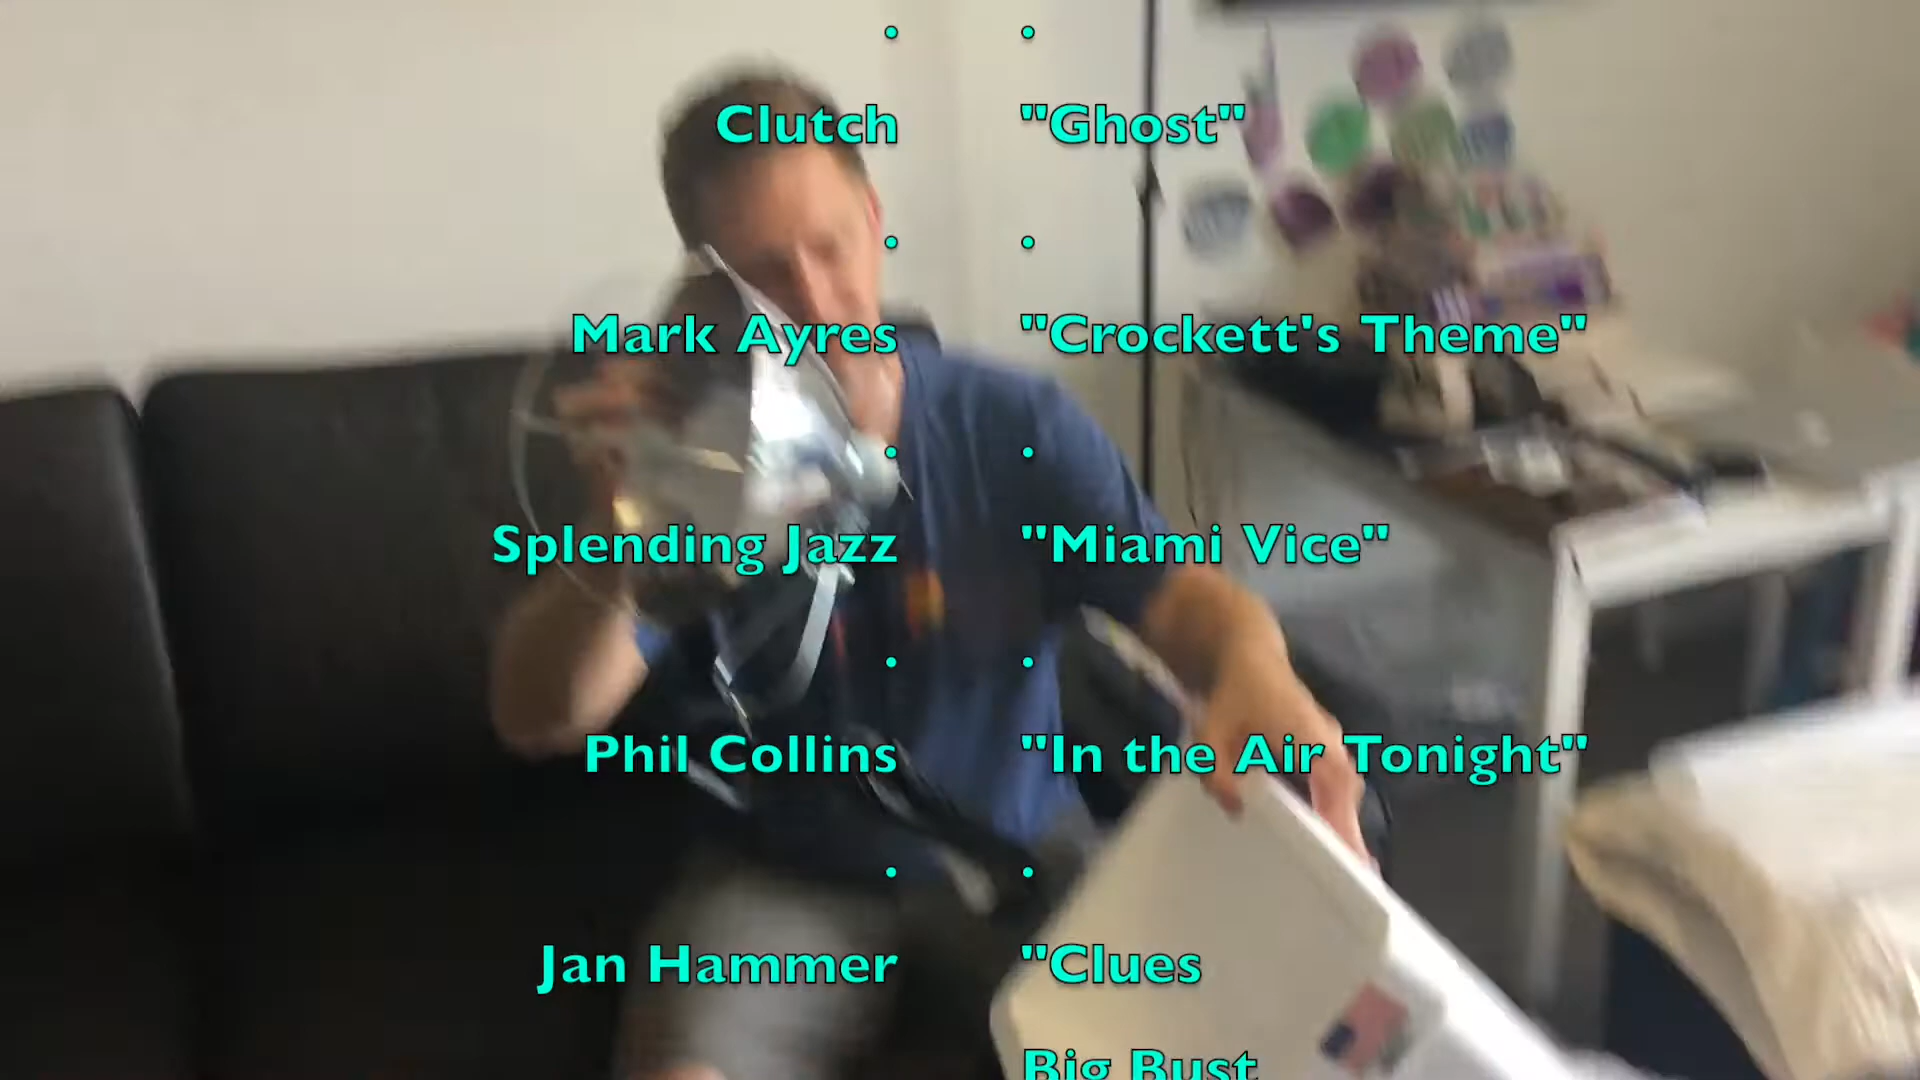 Clutch "Ghost"
Mark Ayres "Crockett's Theme"
Splending Jazz "Miami Vice"
Phil Collins "In the Air Tonight"
Jan Hammer "Clues
Big Bust